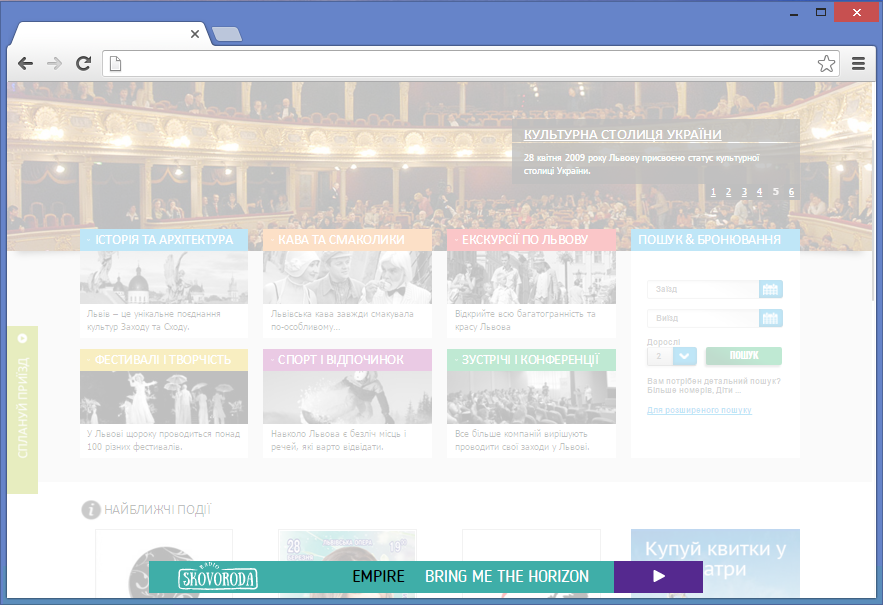 КУЛЬТУРНА СТОЛИЦЯ УКРАЇНИ
28 квітня 2009 року Львову присвоєно статус культурної
столиці України.
1 2 3 4 5 6
ІСТОРІЯ ТА АРХІТЕКТУРА
Львів – це унікальне поєднання
культур Заходу та Сходу.
КАВА ТА СМАКОЛИКИ
Львівська кава завжди смакувала
по-особливому...
ЕКСКУРСІЇ ПО ЛЬВОВУ
Відкрийте всю багатогранність та
красу Львова
ПОШУК & БРОНЮВАННЯ
Заїзд
Виїзд
Дорослі
2
ПОШУК
Вам потрібен детальний пошук?
Більше номерів, Діти...
Для розширеного пошуку
СПЛАНУЙ ПРИЇЗД
ФЕСТИВАЛІ І ТВОРЧІСТЬ
У Львові щороку проводиться понад
100 різних фестивалів.
СПОРТ І ВІДПОЧИНОК
Навколо Львова є безліч місць і
речей, які варто відвідати.
ЗУСТРІЧІ І КОНФЕРЕНЦІЇ
Все більше компаній вирішують
проводити свої заходи у Львові.
НАЙБЛИЖЧІ ПОДІЇ
28
19
Купуй квитки у
РАДІО
SKOVORODA
EMPIRE BRING ME THE HORIZON